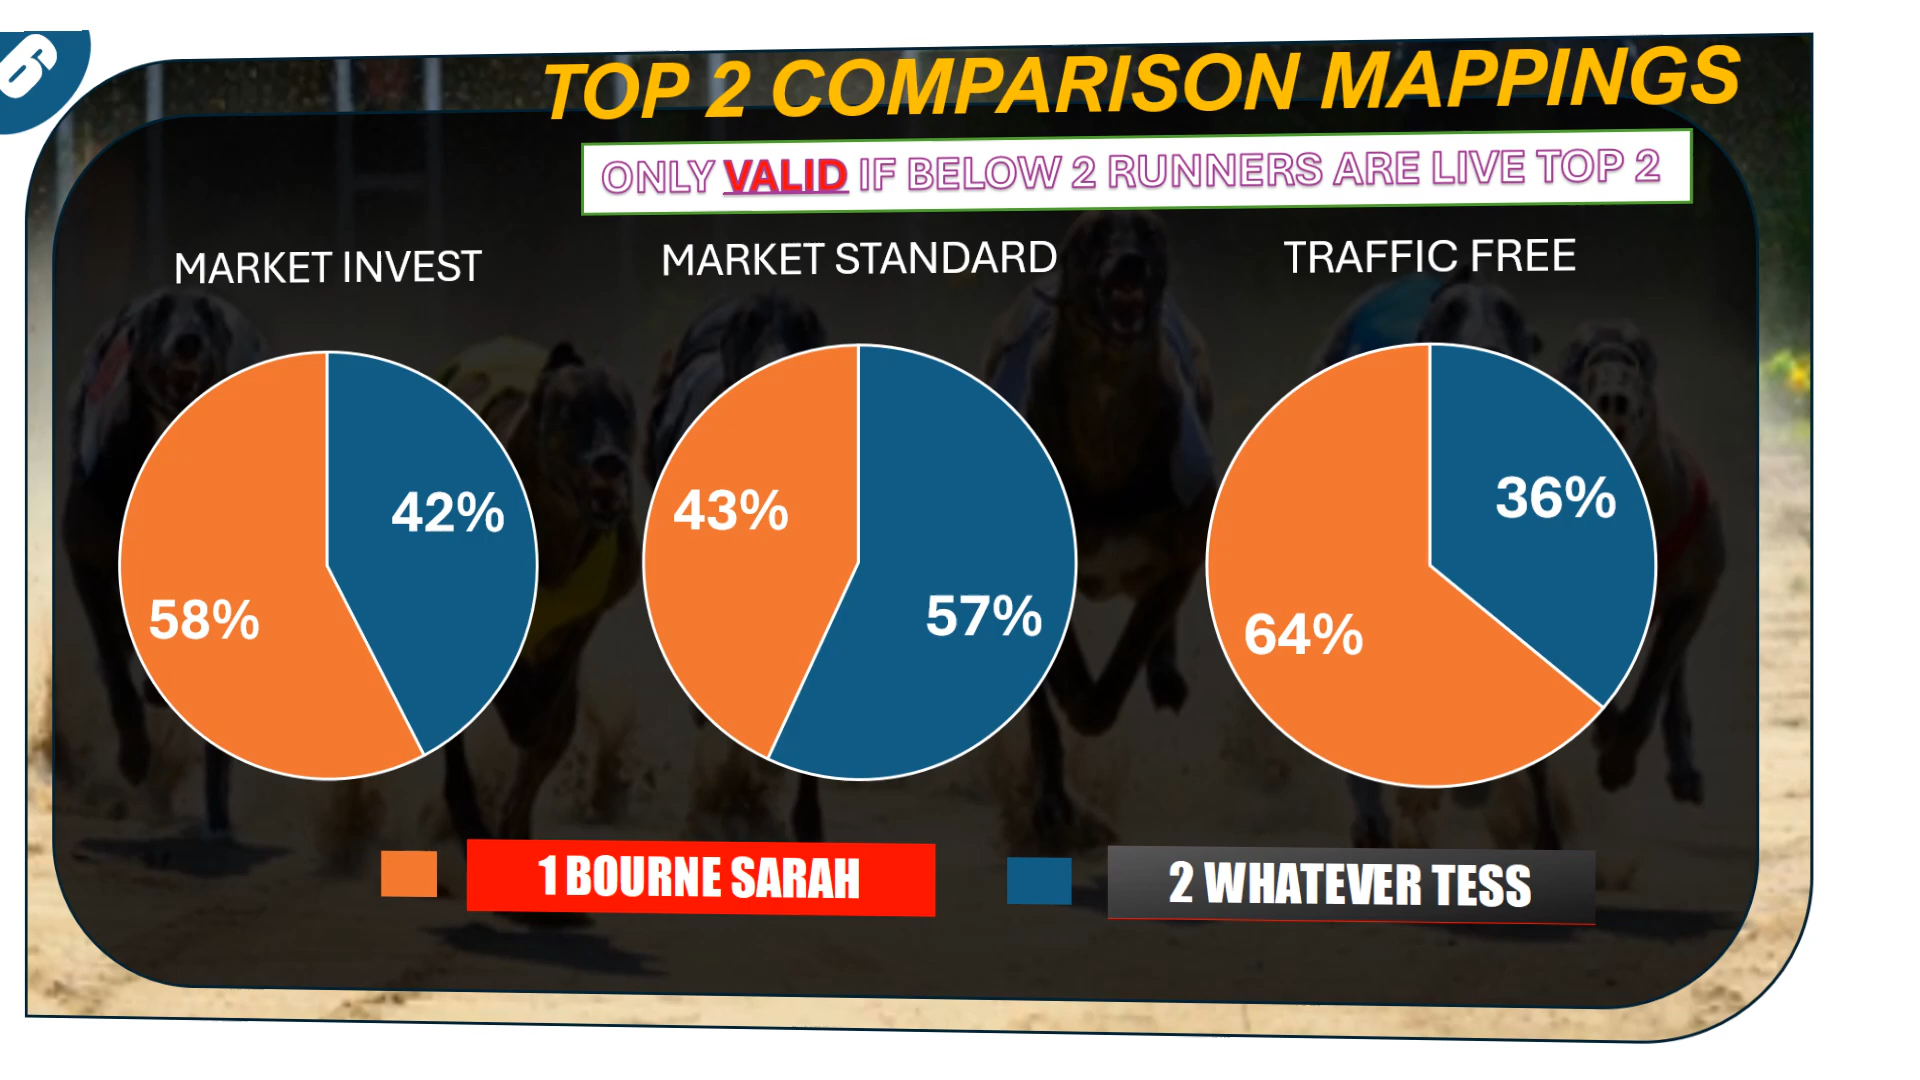 6
TOP 2 COMPARISON MAPPINGS
ONLY VALID IF BELOW 2 RUNNERS ARE LIVE TOP 2
MARKET INVEST
MARKET STANDARD
TRAFFIC FREE
42%
58%
43%
57%
36%
64%
1 BOURNE SARAH
2 WHATEVER TESS